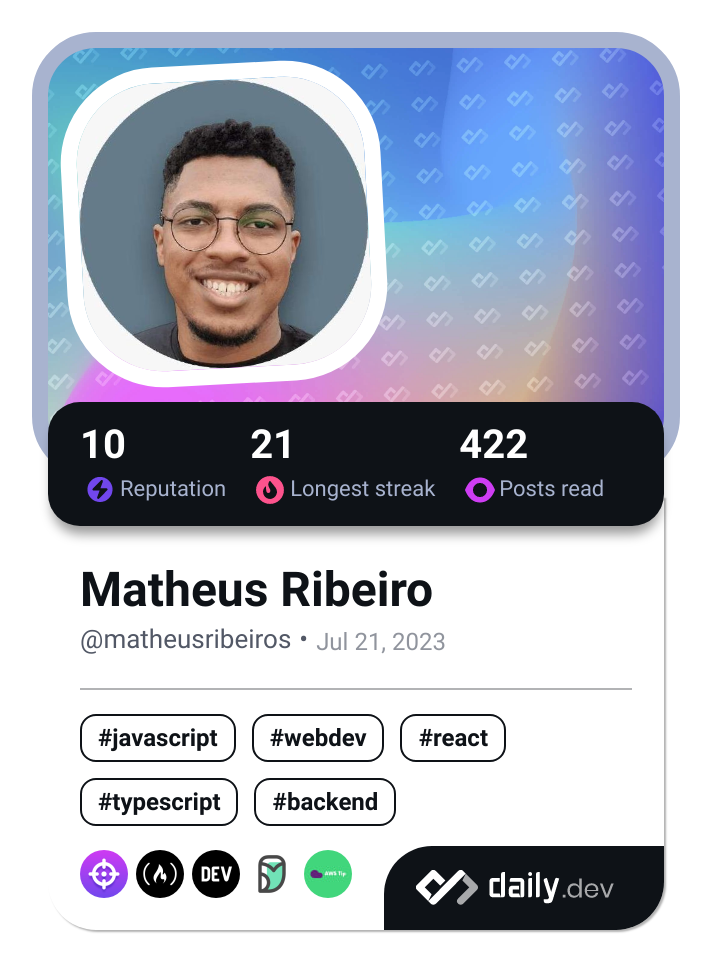 10 21 422
Reputation Longest streak Posts read
Matheus Ribeiro
@matheusribeiros • Jul 21, 2023
#javascript #webdev #react
#typescript #backend
DEV AWS Tip
daily.dev